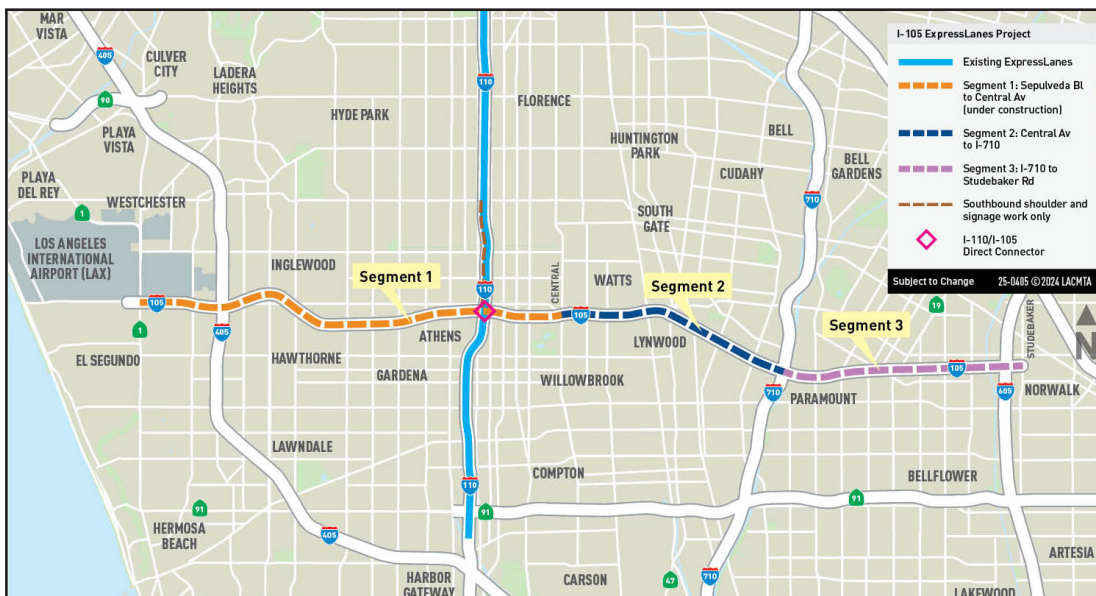 MAR
VISTA
405
CULVER
CITY
LADERA
HEIGHTS
90
PLAYA
VISTA
HYDE PARK
110
FLORENCE
HUNTINGTON
PARK
BELL
CUDAHY
BELL
GARDENS
710
PLAYA
DEL REY
1
WESTCHESTER
LOS ANGELES
INTERNATIONAL
AIRPORT (LAX)
SOUTH
GATE
INGLEWOOD
Segment 1
110
CENTRAL
WATTS
Segment 2
105
1
405
ATHENS
105
LYNWOOD
Segment 3
19
STUDEBAKER
N
EL SEGUNDO
HAWTHORNE
GARDENA
WILLOWBROOK
710
PARAMOUNT
105
605
NORWALK
LAWNDALE
COMPTON
BELLFLOWER
110
91
91
91
HERMOSA
BEACH
405
HARBOR
GATEWAY
CARSON
47
710
ARTESIA
LAKEWOOD
I-105 ExpressLanes Project
Existing ExpressLanes
Segment 1: Sepulveda Bl
to Central Av
(under construction)
Segment 2: Central Av
to I-710
Segment 3: I-710 to
Studebaker Rd
Southbound shoulder and
signage work only
I-110/I-105
Direct Connector
Subject to Change 25-0405 ©2024 LACMTA